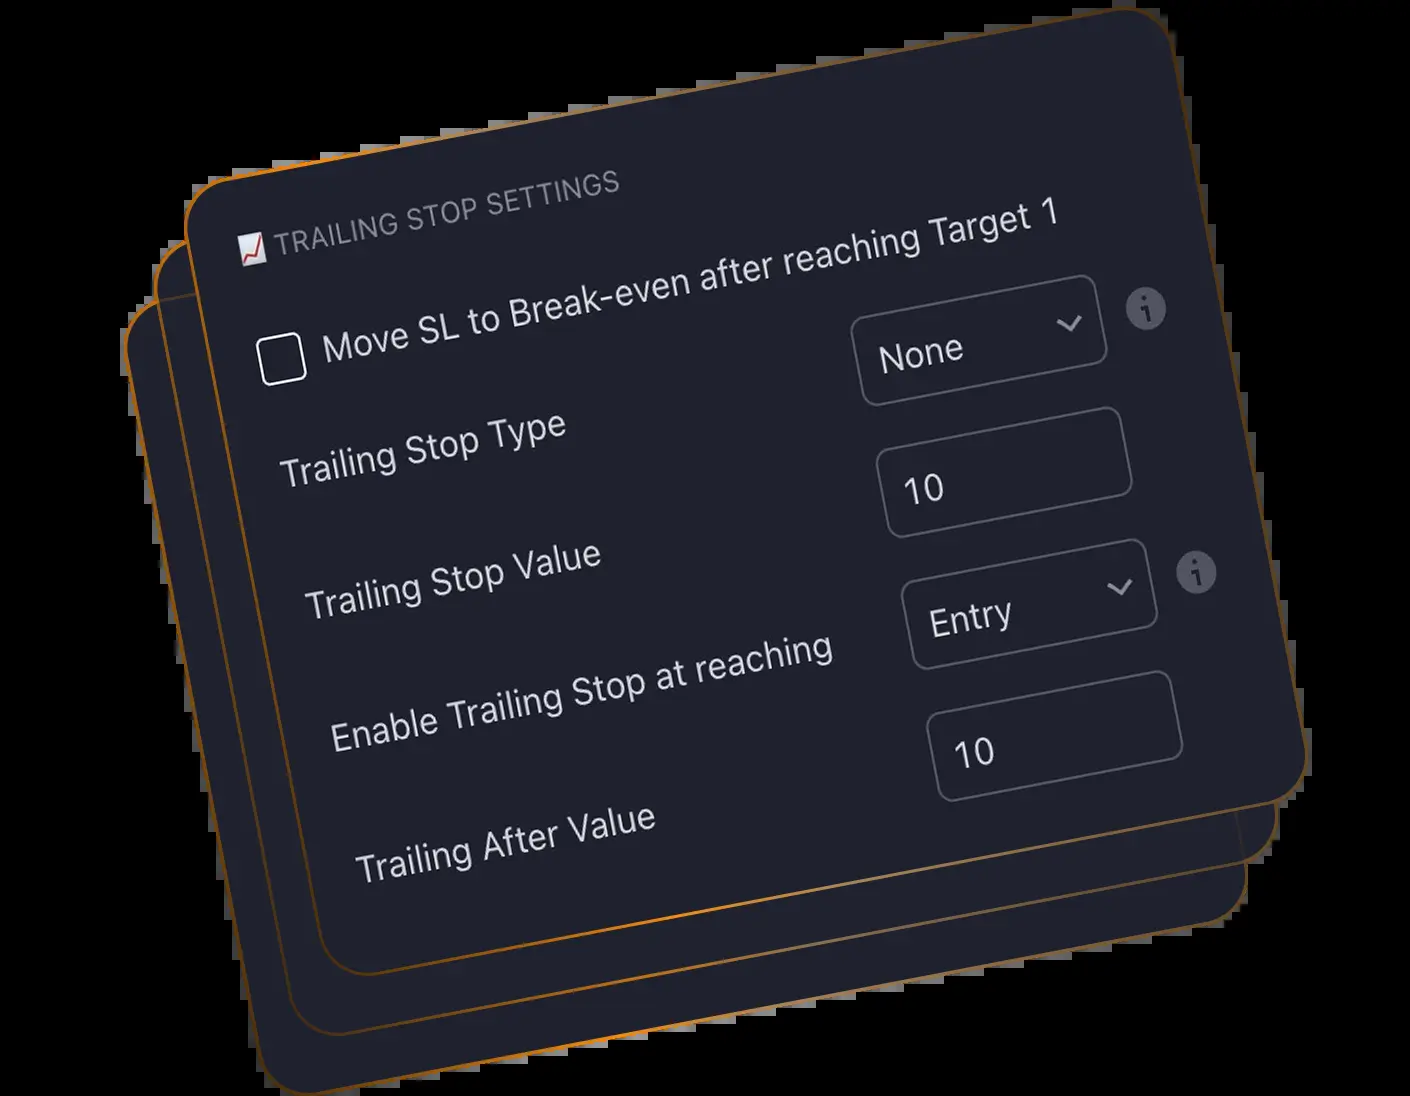 📈 TRAILING STOP SETTINGS
Move SL to Break-even after reaching Target 1
Trailing Stop Type
None
Trailing Stop Value
10
Enable Trailing Stop at reaching
Entry
Trailing After Value
10